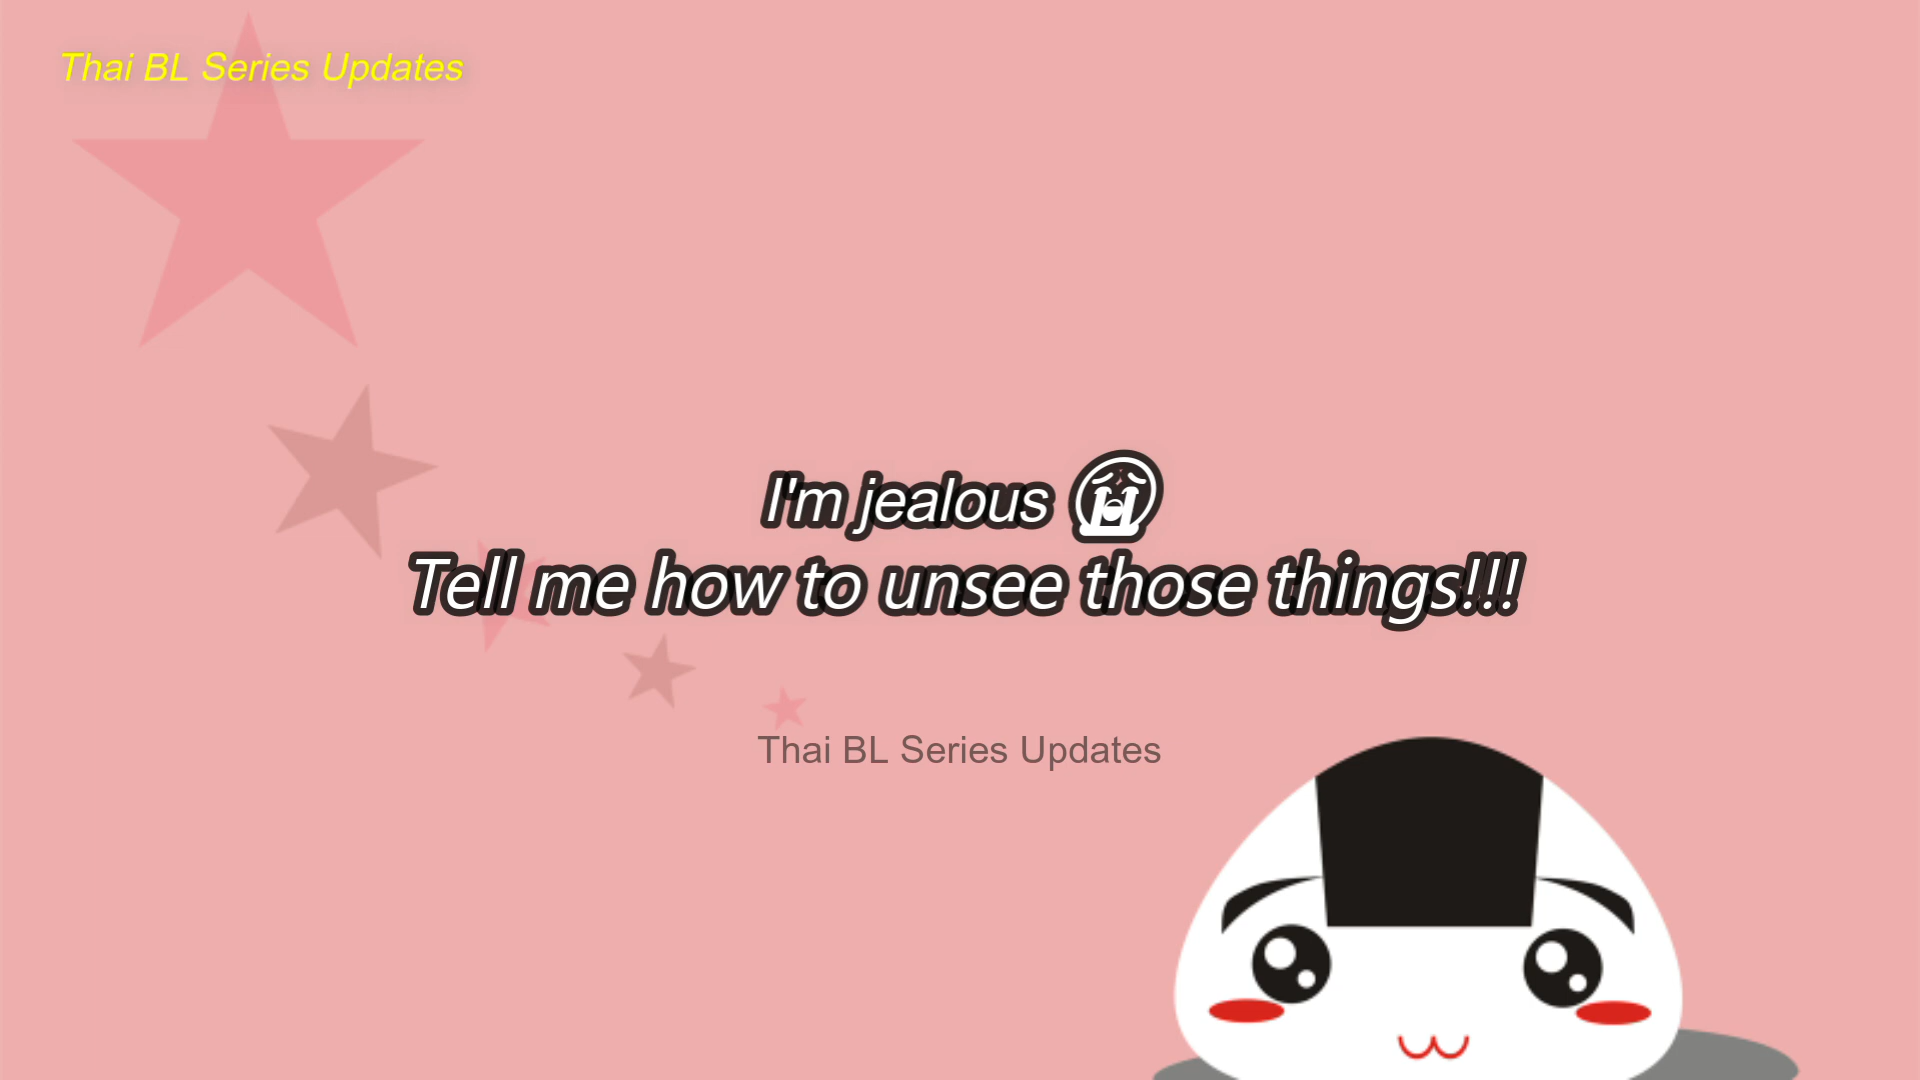 Thai BL Series Updates
I'm jealous 😭
Tell me how to unsee those things!!!
Thai BL Series Updates